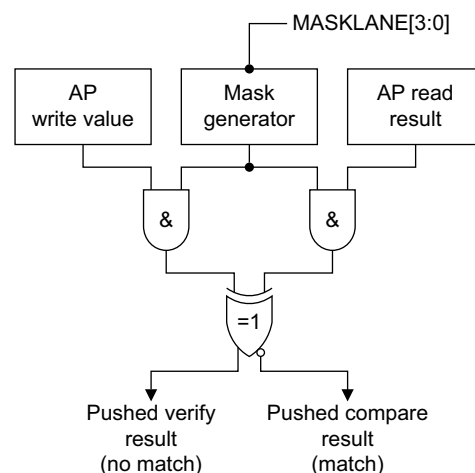 MASKLANE[3:0]
AP
write value
Mask
generator
AP read
result
&
&
=1
Pushed verify
result
(no match)
Pushed compare
result
(match)